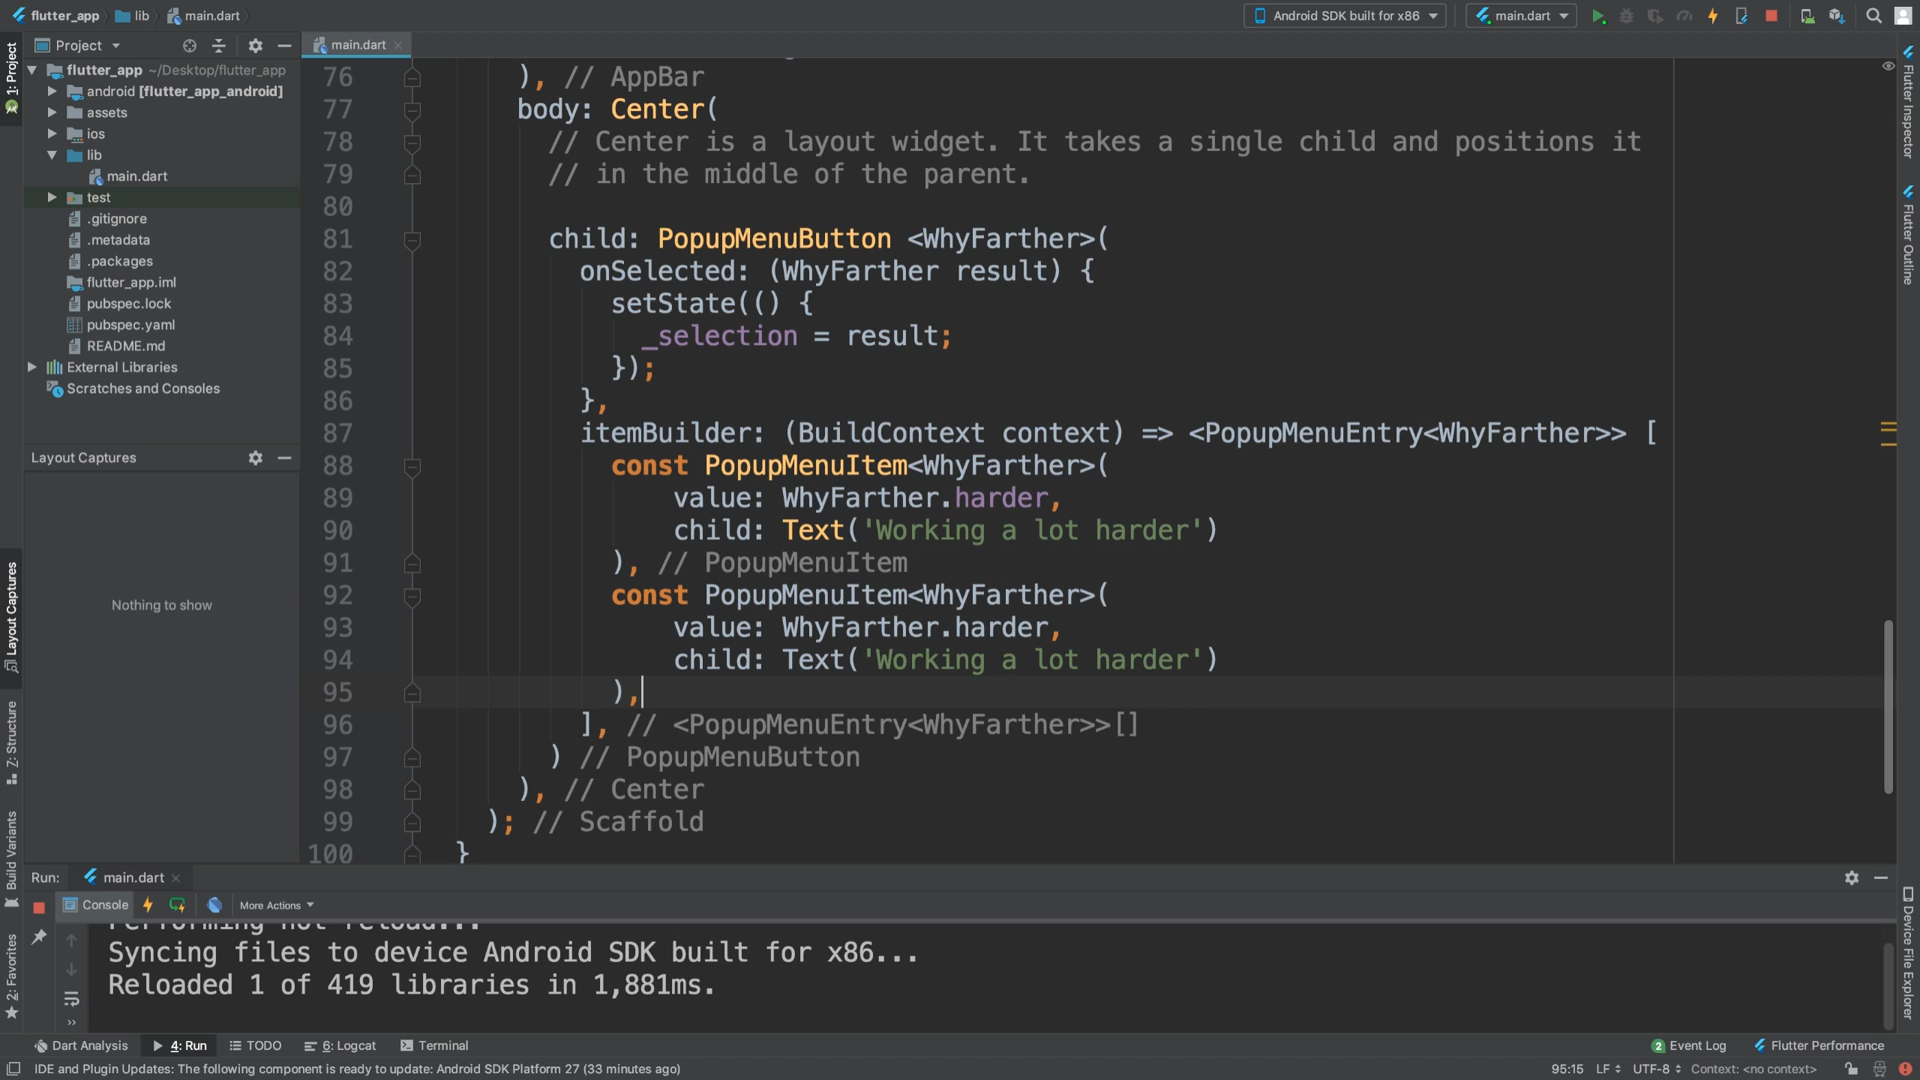 flutter_app
lib
main.dart
Android SDK built for x86
main.dart
Project
main.dart
1: Project
flutter_app ~/Desktop/flutter_app
android [flutter_app_android]
assets
ios
lib
main.dart
test
.gitignore
.metadata
.packages
flutter_app.iml
pubspec.lock
pubspec.yaml
README.md
External Libraries
Scratches and Consoles
Layout Captures
Nothing to show
Layout Captures
Z: Structure
Build Variants
2: Favorites
76 ), // AppBar
77 body: Center(
78 // Center is a layout widget. It takes a single child and positions it
79 // in the middle of the parent.
80
81 child: PopupMenuButton <WhyFarther>(
82 onSelected: (WhyFarther result) {
83 setState(() {
84 _selection = result;
85 });
86 },
87 itemBuilder: (BuildContext context) => <PopupMenuEntry<WhyFarther>> [
88 const PopupMenuItem<WhyFarther>(
89 value: WhyFarther.harder,
90 child: Text('Working a lot harder')
91 ), // PopupMenuItem
92 const PopupMenuItem<WhyFarther>(
93 value: WhyFarther.harder,
94 child: Text('Working a lot harder')
95 ),
96 ], // <PopupMenuEntry<WhyFarther>>[]
97 ) // PopupMenuButton
98 ), // Center
99 ); // Scaffold
100 }
Flutter Inspector
Flutter Outline
Device File Explorer
Run: main.dart
Console
More Actions
Performing hot reload...
Syncing files to device Android SDK built for x86...
Reloaded 1 of 419 libraries in 1,881ms.
Dart Analysis
4: Run
TODO
6: Logcat
Terminal
2 Event Log
Flutter Performance
IDE and Plugin Updates: The following component is ready to update: Android SDK Platform 27 (33 minutes ago)
95:15 LF UTF-8 Context: <no context>